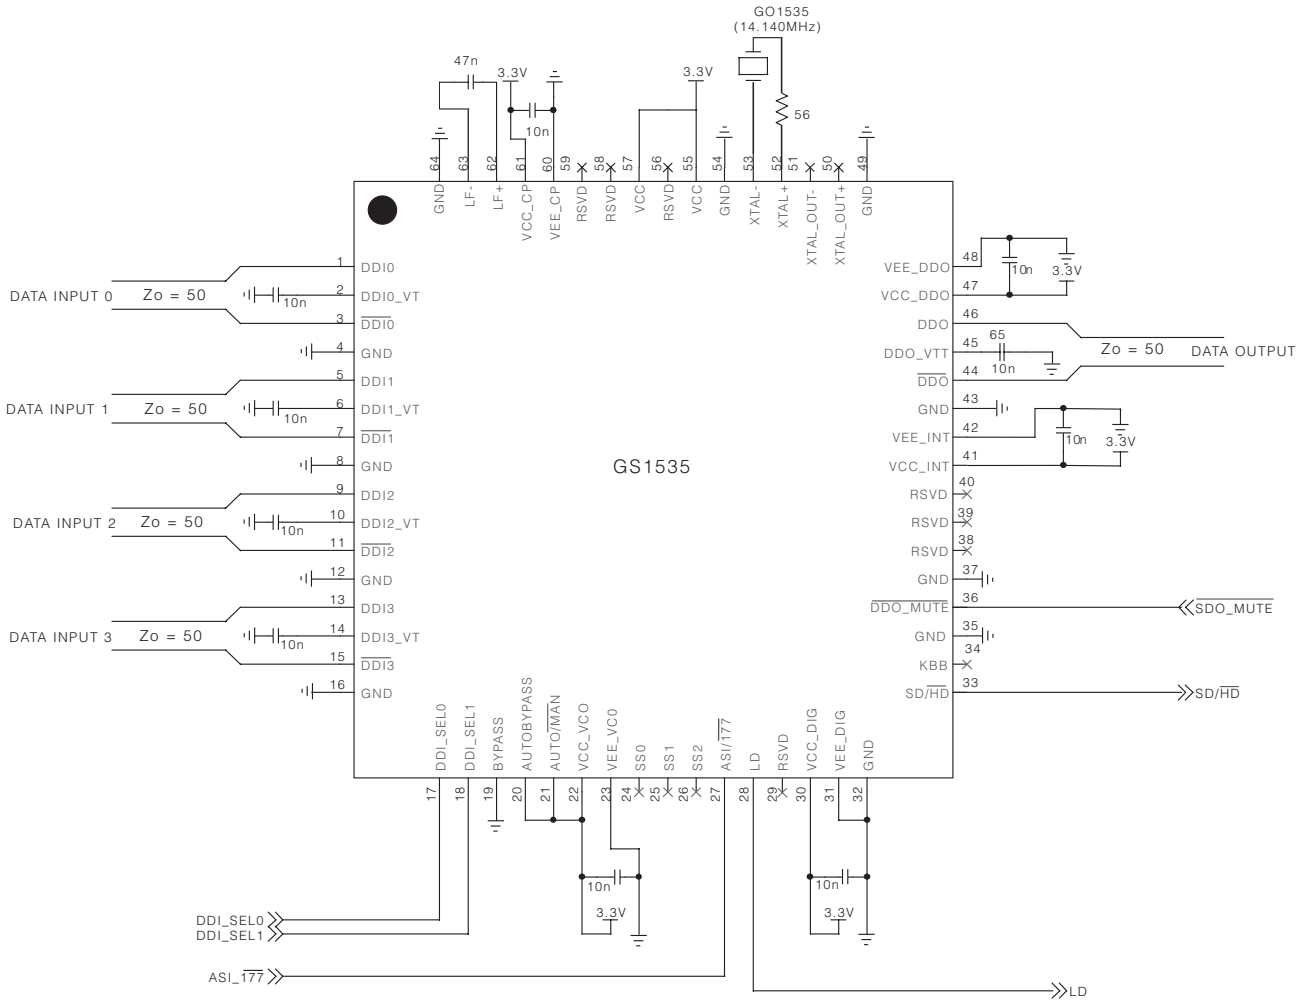 GO1535
(14.140MHz)
47n
3.3V
10n
3.3V
56
64 63 62 61 60 59 58 57 56 55 54 53 52 51 50 49
GND LF- LF+ VCC_CP VEE_CP RSVD RSVD VCC RSVD VCC GND XTAL- XTAL+ XTAL_OUT- XTAL_OUT+ GND
1 DDI0
DATA INPUT 0 Zo = 50 10n 2 DDI0_VT
3 DDI0
4 GND
5 DDI1
DATA INPUT 1 Zo = 50 10n 6 DDI1_VT
7 DDI1
8 GND
9 DDI2
DATA INPUT 2 Zo = 50 10n 10 DDI2_VT
11 DDI2
12 GND
13 DDI3
DATA INPUT 3 Zo = 50 10n 14 DDI3_VT
15 DDI3
16 GND
GS1535
VEE_DDO 48 10n 3.3V
VCC_DDO 47
DDO 46
DDO_VTT 45 65 10n Zo = 50 DATA OUTPUT
DDO 44
GND 43
VEE_INT 42 10n 3.3V
VCC_INT 41
RSVD 40
RSVD 39
RSVD 38
GND 37
DDO_MUTE 36 SDO_MUTE
GND 35
KBB 34
SD/HD 33 SD/HD
DDI_SEL0 DDI_SEL1 BYPASS AUTOBYPASS AUTO/MAN VCC_VCO VEE_VC0 SS0 SS1 SS2 ASI/177 LD RSVD VCC_DIG VEE_DIG GND
17 18 19 20 21 22 23 24 25 26 27 28 29 30 31 32
10n
3.3V
10n
3.3V
DDI_SEL0
DDI_SEL1
ASI_177
LD